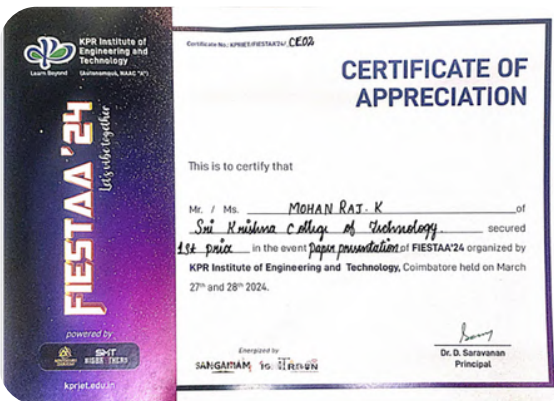 KPR Institute of
Engineering and
Technology
Learn Beyond
(Autonomous, NAAC "A")
FIESTAA'24
Let's vibe together
powered by
SMT
kpriet.edu.in
Certificate No.: KPRIET/FIESTAA'24/ CE02
CERTIFICATE OF
APPRECIATION
This is to certify that
Mr. / Ms. MOHAN RAJ. K of
Sri Krishna College of Technology secured
1st prize in the event paper presentation of FIESTAA'24 organized by
KPR Institute of Engineering and Technology, Coimbatore held on March
27th and 28th 2024.
Energized by
SANGAMAM
Dr. D. Saravanan
Principal